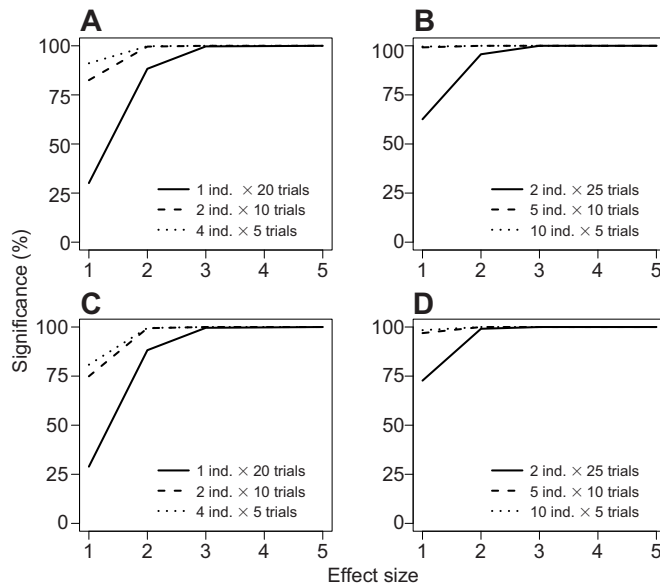 A
B
100
75
50
25
0
1 ind. × 20 trials
2 ind. × 10 trials
4 ind. × 5 trials
1 2 3 4 5
100
75
50
25
0
2 ind. × 25 trials
5 ind. × 10 trials
10 ind. × 5 trials
1 2 3 4 5
Significance (%)
C
D
100
75
50
25
0
1 ind. × 20 trials
2 ind. × 10 trials
4 ind. × 5 trials
1 2 3 4 5
100
75
50
25
0
2 ind. × 25 trials
5 ind. × 10 trials
10 ind. × 5 trials
1 2 3 4 5
Effect size